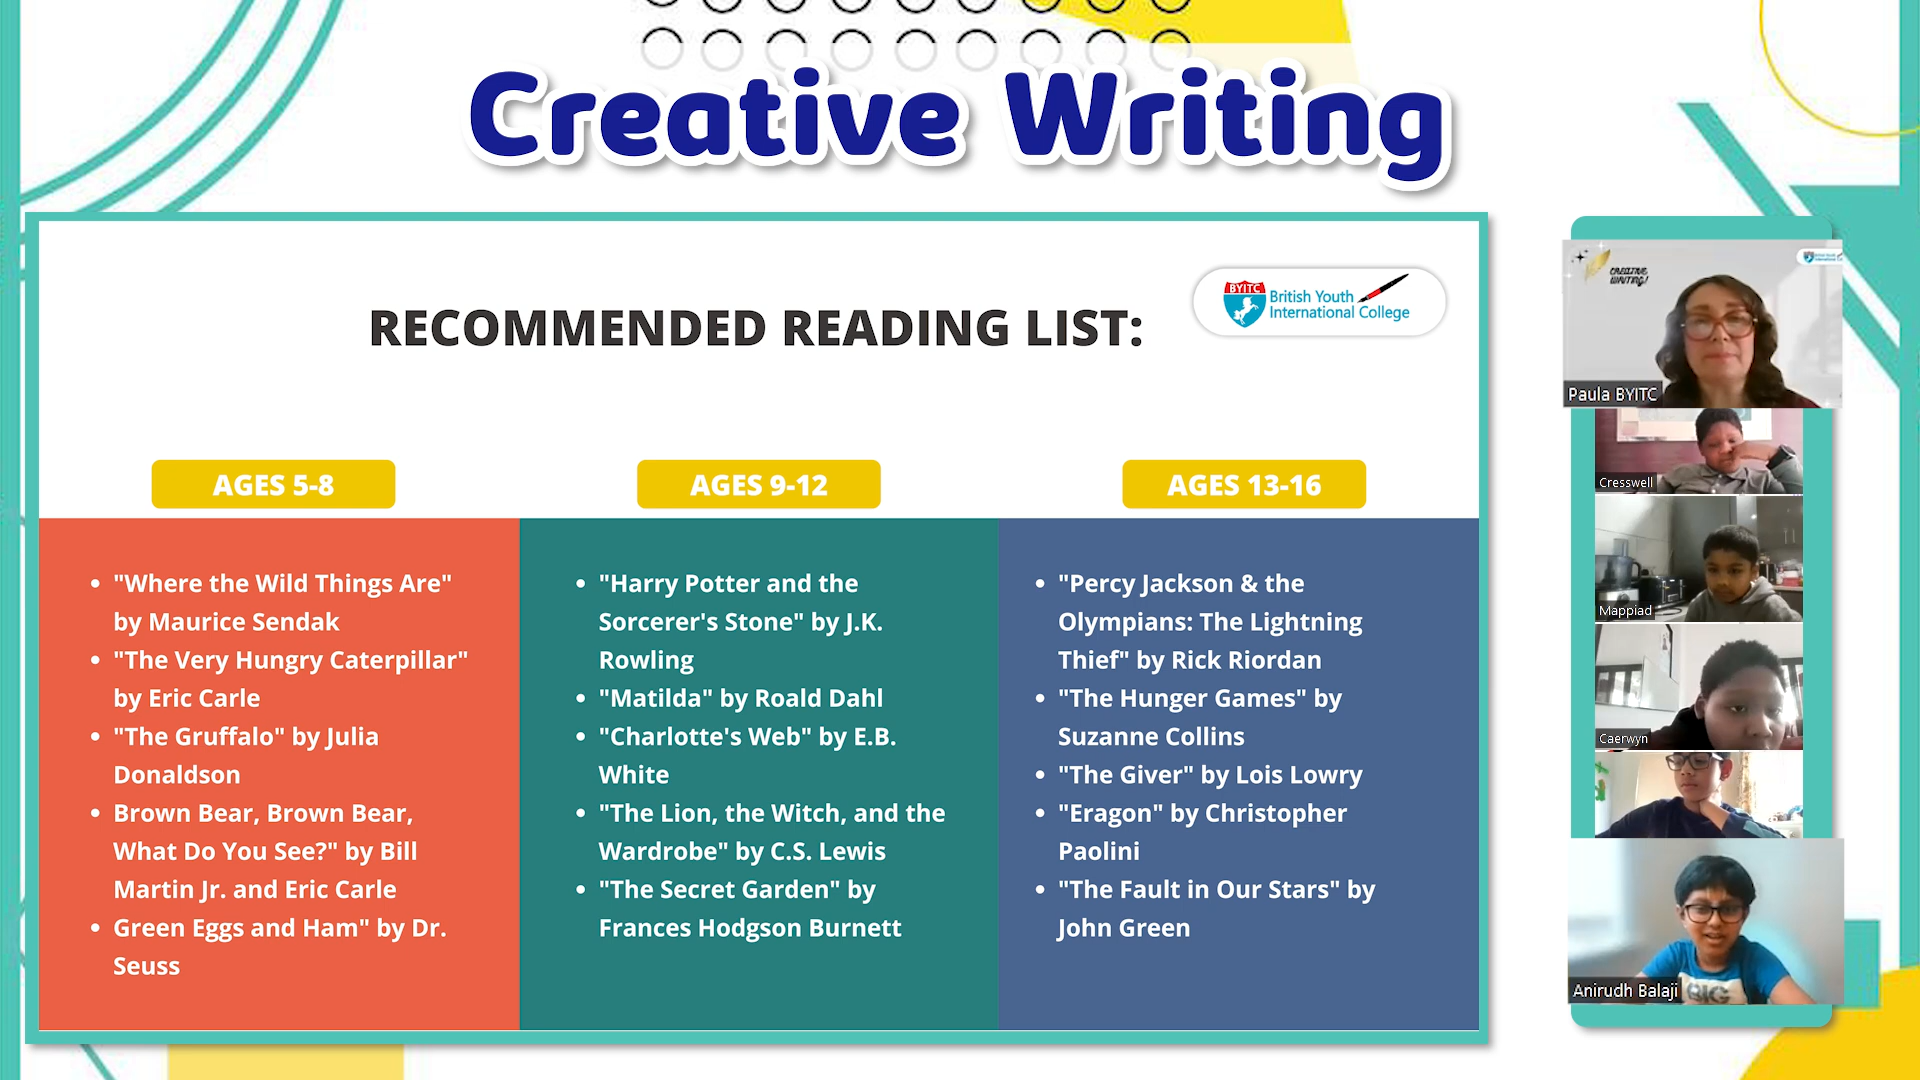 Creative Writing
RECOMMENDED READING LIST:
BYITC
British Youth
International College
AGES 5-8
"Where the Wild Things Are"
by Maurice Sendak
"The Very Hungry Caterpillar"
by Eric Carle
"The Gruffalo" by Julia
Donaldson
Brown Bear, Brown Bear,
What Do You See?" by Bill
Martin Jr. and Eric Carle
Green Eggs and Ham" by Dr.
Seuss
AGES 9-12
"Harry Potter and the
Sorcerer's Stone" by J.K.
Rowling
"Matilda" by Roald Dahl
"Charlotte's Web" by E.B.
White
"The Lion, the Witch, and the
Wardrobe" by C.S. Lewis
"The Secret Garden" by
Frances Hodgson Burnett
AGES 13-16
"Percy Jackson & the
Olympians: The Lightning
Thief" by Rick Riordan
"The Hunger Games" by
Suzanne Collins
"The Giver" by Lois Lowry
"Eragon" by Christopher
Paolini
"The Fault in Our Stars" by
John Green
CREATIVE
WRITING!
Paula BYITC
Cresswell
Mappiad
Caerwyn
BIG
Anirudh Balaji